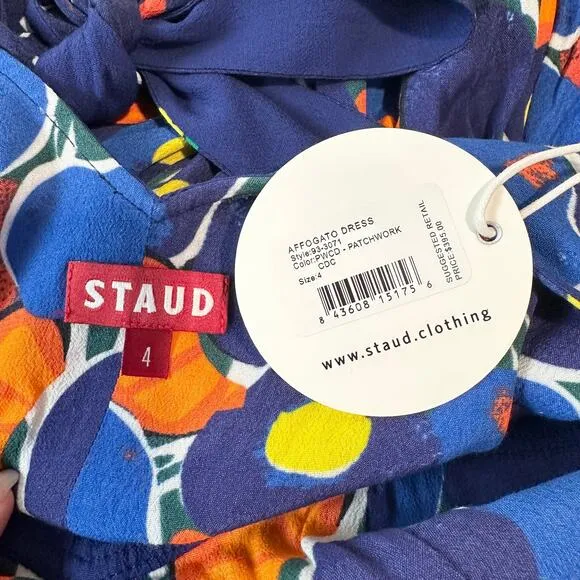 STAUD
4
AFFOGATO DRESS
Style:93-3071
Color:PWCD - PATCHWORK
CDC
Size:4
8 43608 15175 6
SUGGESTED RETAIL
PRICE:$395.00
www.staud.clothing